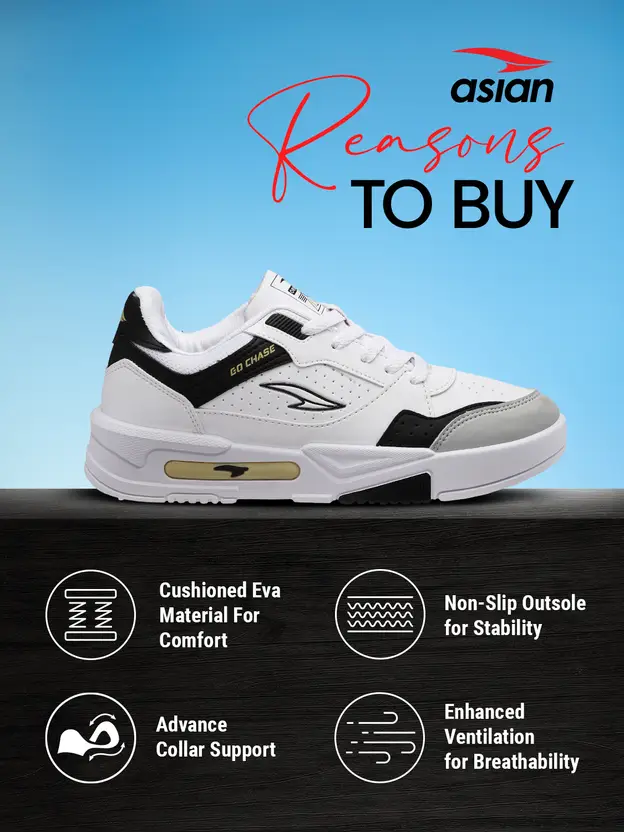 asian
Reasons
TO BUY
GO CHASE
Cushioned Eva
Material For
Comfort
Non-Slip Outsole
for Stability
Advance
Collar Support
Enhanced
Ventilation
for Breathability